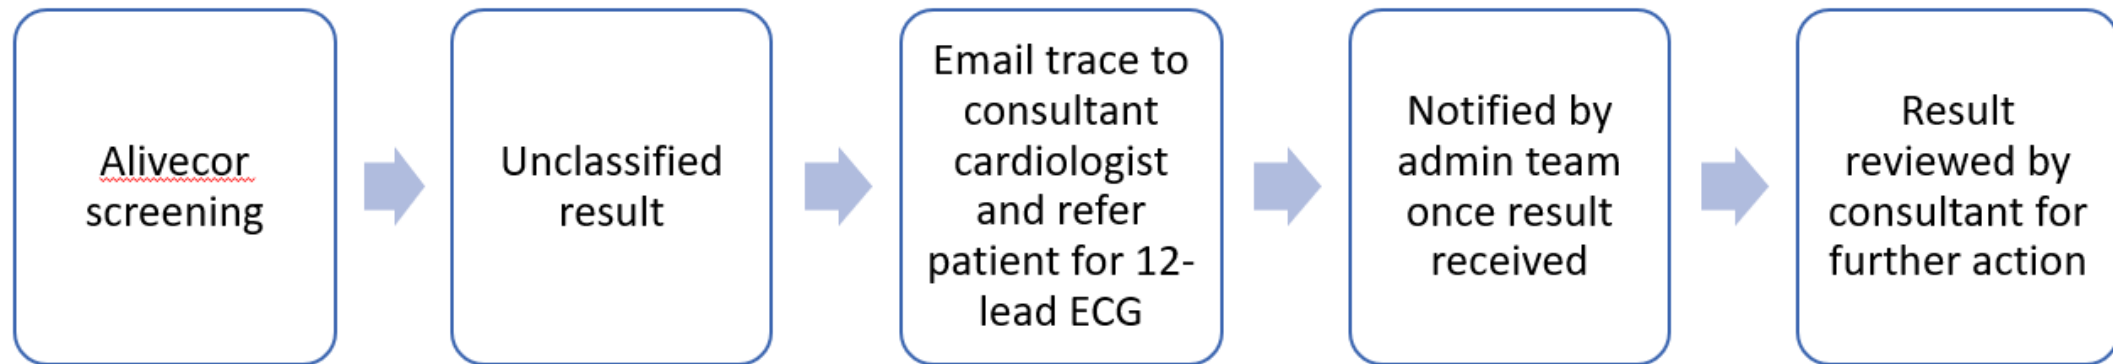 Alivecor
screening
Unclassified
result
Email trace to
consultant
cardiologist
and refer
patient for 12-
lead ECG
Notified by
admin team
once result
received
Result
reviewed by
consultant for
further action